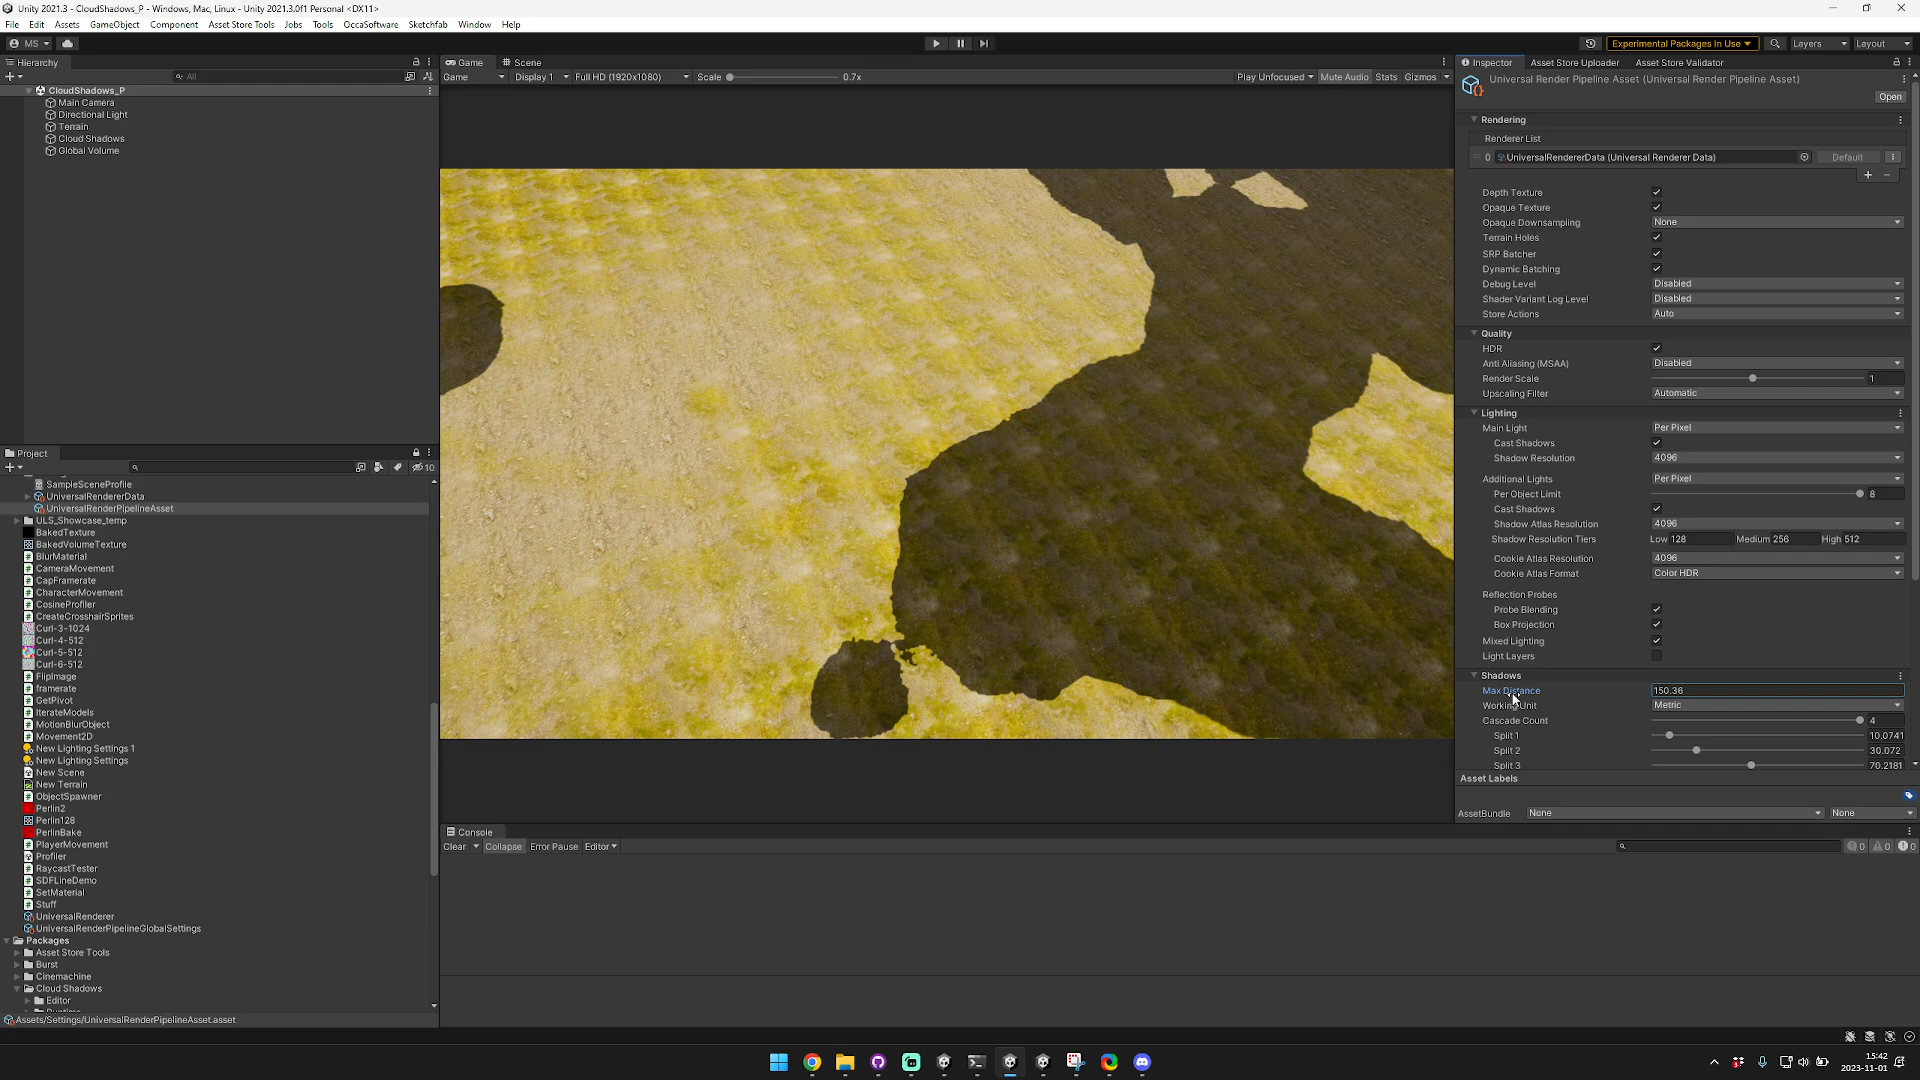 Unity 2021.3 - CloudShadows_P - Windows, Mac, Linux - Unity 2021.3.0f1 Personal <DX11>
File Edit Assets GameObject Component Asset Store Tools Jobs Tools OccaSoftware Sketchfab Window Help
MS
Experimental Packages In Use
Layers
Layout
Hierarchy
All
CloudShadows_P
Main Camera
Directional Light
Terrain
Cloud Shadows
Global Volume
Game
Scene
Game Display 1 Full HD (1920x1080) Scale 0.7x Play Unfocused Mute Audio Stats Gizmos
Inspector Asset Store Uploader Asset Store Validator
Universal Render Pipeline Asset (Universal Render Pipeline Asset)
Open
Rendering
Renderer List
0 UniversalRendererData (Universal Renderer Data) Default
Depth Texture
Opaque Texture
Opaque Downsampling None
Terrain Holes
SRP Batcher
Dynamic Batching
Debug Level Disabled
Shader Variant Log Level Disabled
Store Actions Auto
Quality
HDR
Anti Aliasing (MSAA) Disabled
Render Scale 1
Upscaling Filter Automatic
Lighting
Main Light Per Pixel
Cast Shadows
Shadow Resolution 4096
Additional Lights Per Pixel
Per Object Limit 8
Cast Shadows
Shadow Atlas Resolution 4096
Shadow Resolution Tiers Low 128 Medium 256 High 512
Cookie Atlas Resolution 4096
Cookie Atlas Format Color HDR
Reflection Probes
Probe Blending
Box Projection
Mixed Lighting
Light Layers
Shadows
Max Distance 150.36
Working Unit Metric
Cascade Count 4
Split 1 10.0741
Split 2 30.072
Split 3 70.2181
Asset Labels
AssetBundle None None
Project
10
SampleSceneProfile
UniversalRendererData
UniversalRenderPipelineAsset
ULS_Showcase_temp
BakedTexture
BakedVolumeTexture
BlurMaterial
CameraMovement
CapFramerate
CharacterMovement
CosineProfiler
CreateCrosshairSprites
Curl-3-1024
Curl-4-512
Curl-5-512
Curl-6-512
FlipImage
framerate
GetPivot
IterateModels
MotionBlurObject
Movement2D
New Lighting Settings 1
New Lighting Settings
New Scene
New Terrain
ObjectSpawner
Perlin2
Perlin128
PerlinBake
PlayerMovement
Profiler
RaycastTester
SDFLineDemo
SetMaterial
Stuff
UniversalRenderer
UniversalRenderPipelineGlobalSettings
Packages
Asset Store Tools
Burst
Cinemachine
Cloud Shadows
Editor
Assets/Settings/UniversalRenderPipelineAsset.asset
Console
Clear Collapse Error Pause Editor
0 0 0
15:42
2023-11-01